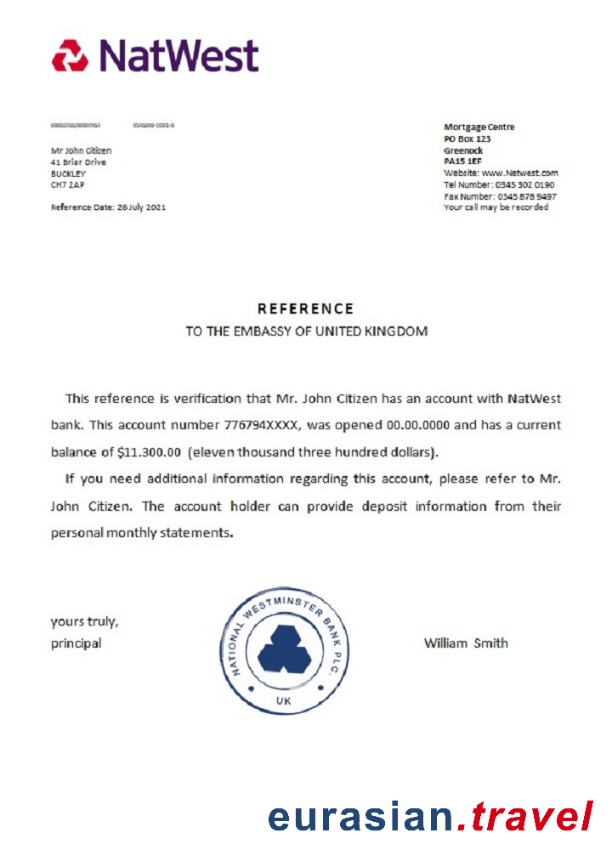 NatWest
Mr John Citizen
41 Briar Drive
BUCKLEY
CH7 2AP
Reference Date: 26 July 2021
Mortgage Centre
PO Box 123
Greenock
PA15 1EF
Website: www.Netwest.com
Tel Number: 0345 302 0190
Fax Number: 0345 878 9497
Your call may be recorded
REFERENCE
TO THE EMBASSY OF UNITED KINGDOM
This reference is verification that Mr. John Citizen has an account with NatWest
bank. This account number 776794XXXX, was opened 00.00.0000 and has a current
balance of $11.300.00 (eleven thousand three hundred dollars).
If you need additional information regarding this account, please refer to Mr.
John Citizen. The account holder can provide deposit information from their
personal monthly statements.
yours truly,
principal
NATIONAL WESTMINSTER BANK PLC.
UK
William Smith
eurasian.travel